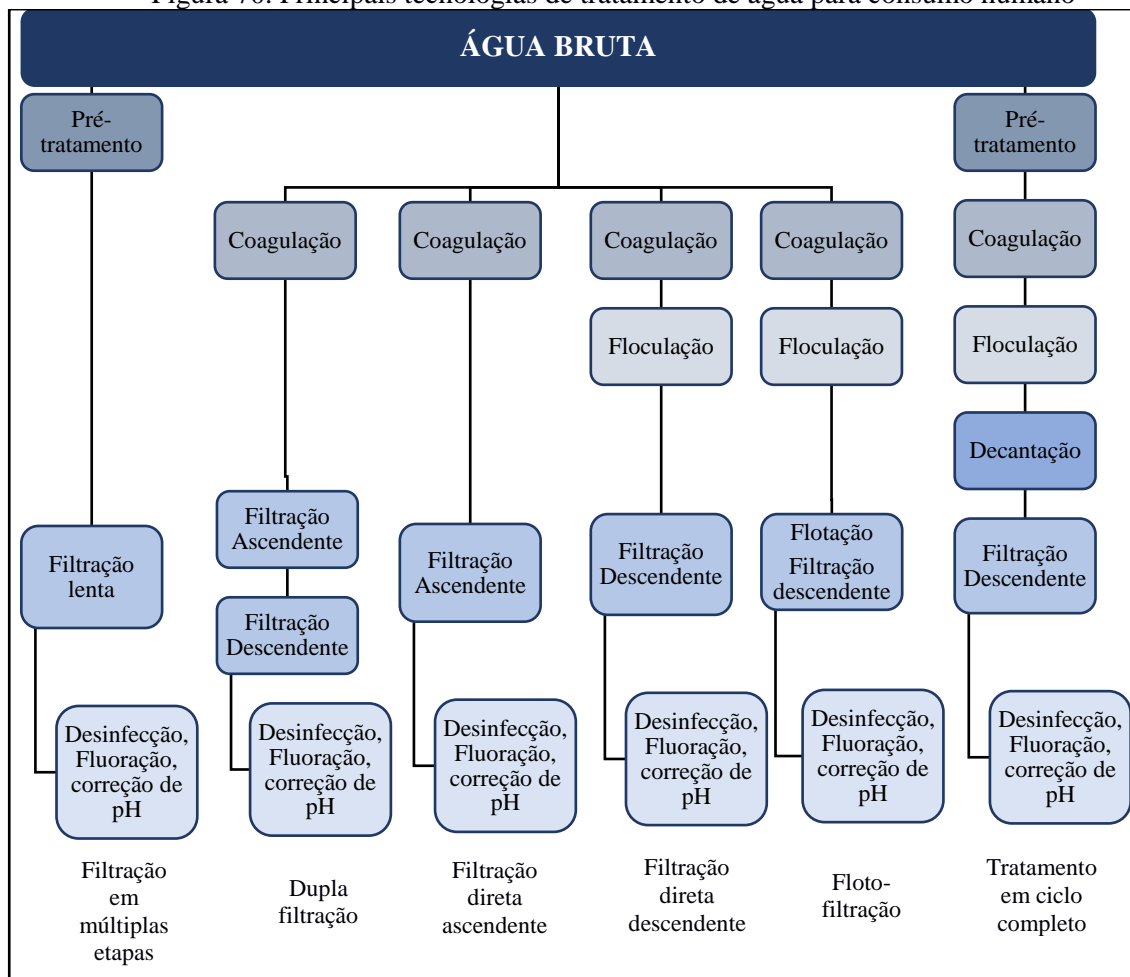 Figura 70. Principais tecnologias de tratamento de água para consumo humano
ÁGUA BRUTA
Pré-
tratamento
Filtração
lenta
Desinfecção,
Fluoração,
correção de
pH
Filtração
em
múltiplas
etapas
Coagulação
Filtração
Ascendente
Filtração
Descendente
Desinfecção,
Fluoração,
correção de
pH
Dupla
filtração
Coagulação
Filtração
Ascendente
Desinfecção,
Fluoração,
correção de
pH
Filtração
direta
ascendente
Coagulação
Floculação
Filtração
Descendente
Desinfecção,
Fluoração,
correção de
pH
Filtração
direta
descendente
Coagulação
Floculação
Flotação
Filtração
descendente
Desinfecção,
Fluoração,
correção de
pH
Floto-
filtração
Pré-
tratamento
Coagulação
Floculação
Decantação
Filtração
Descendente
Desinfecção,
Fluoração,
correção de
pH
Tratamento
em ciclo
completo